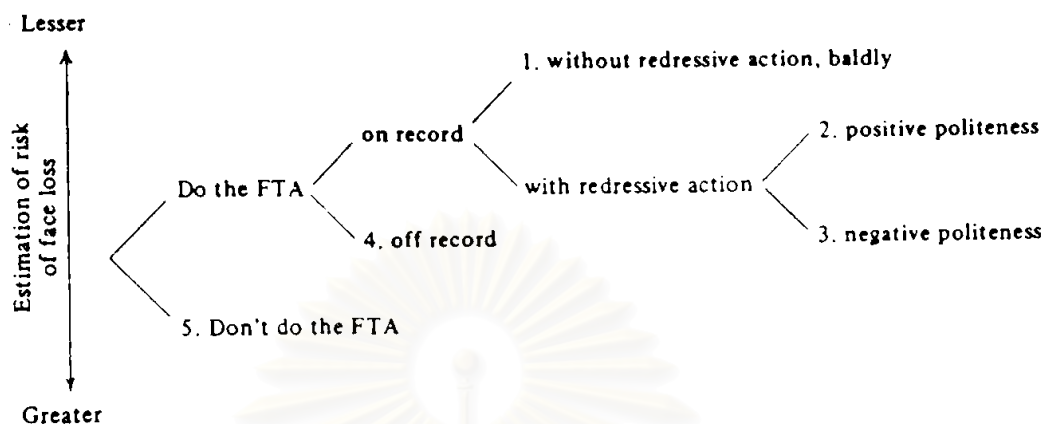 Lesser
1. without redressive action, baldly
on record
2. positive politeness
Do the FTA
with redressive action
4. off record
3. negative politeness
Estimation of risk
of face loss
5. Don't do the FTA
Greater